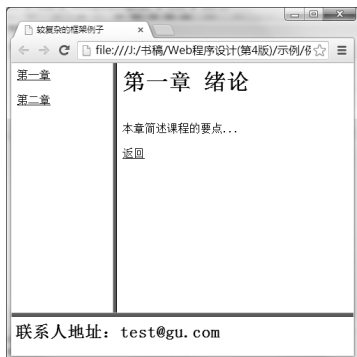 较复杂的框架例子
file:///J:/书稿/Web程序设计(第4版)/示例/
第一章
第二章
第一章 绪论
本章简述课程的要点...
返回
联系人地址：test@gu.com